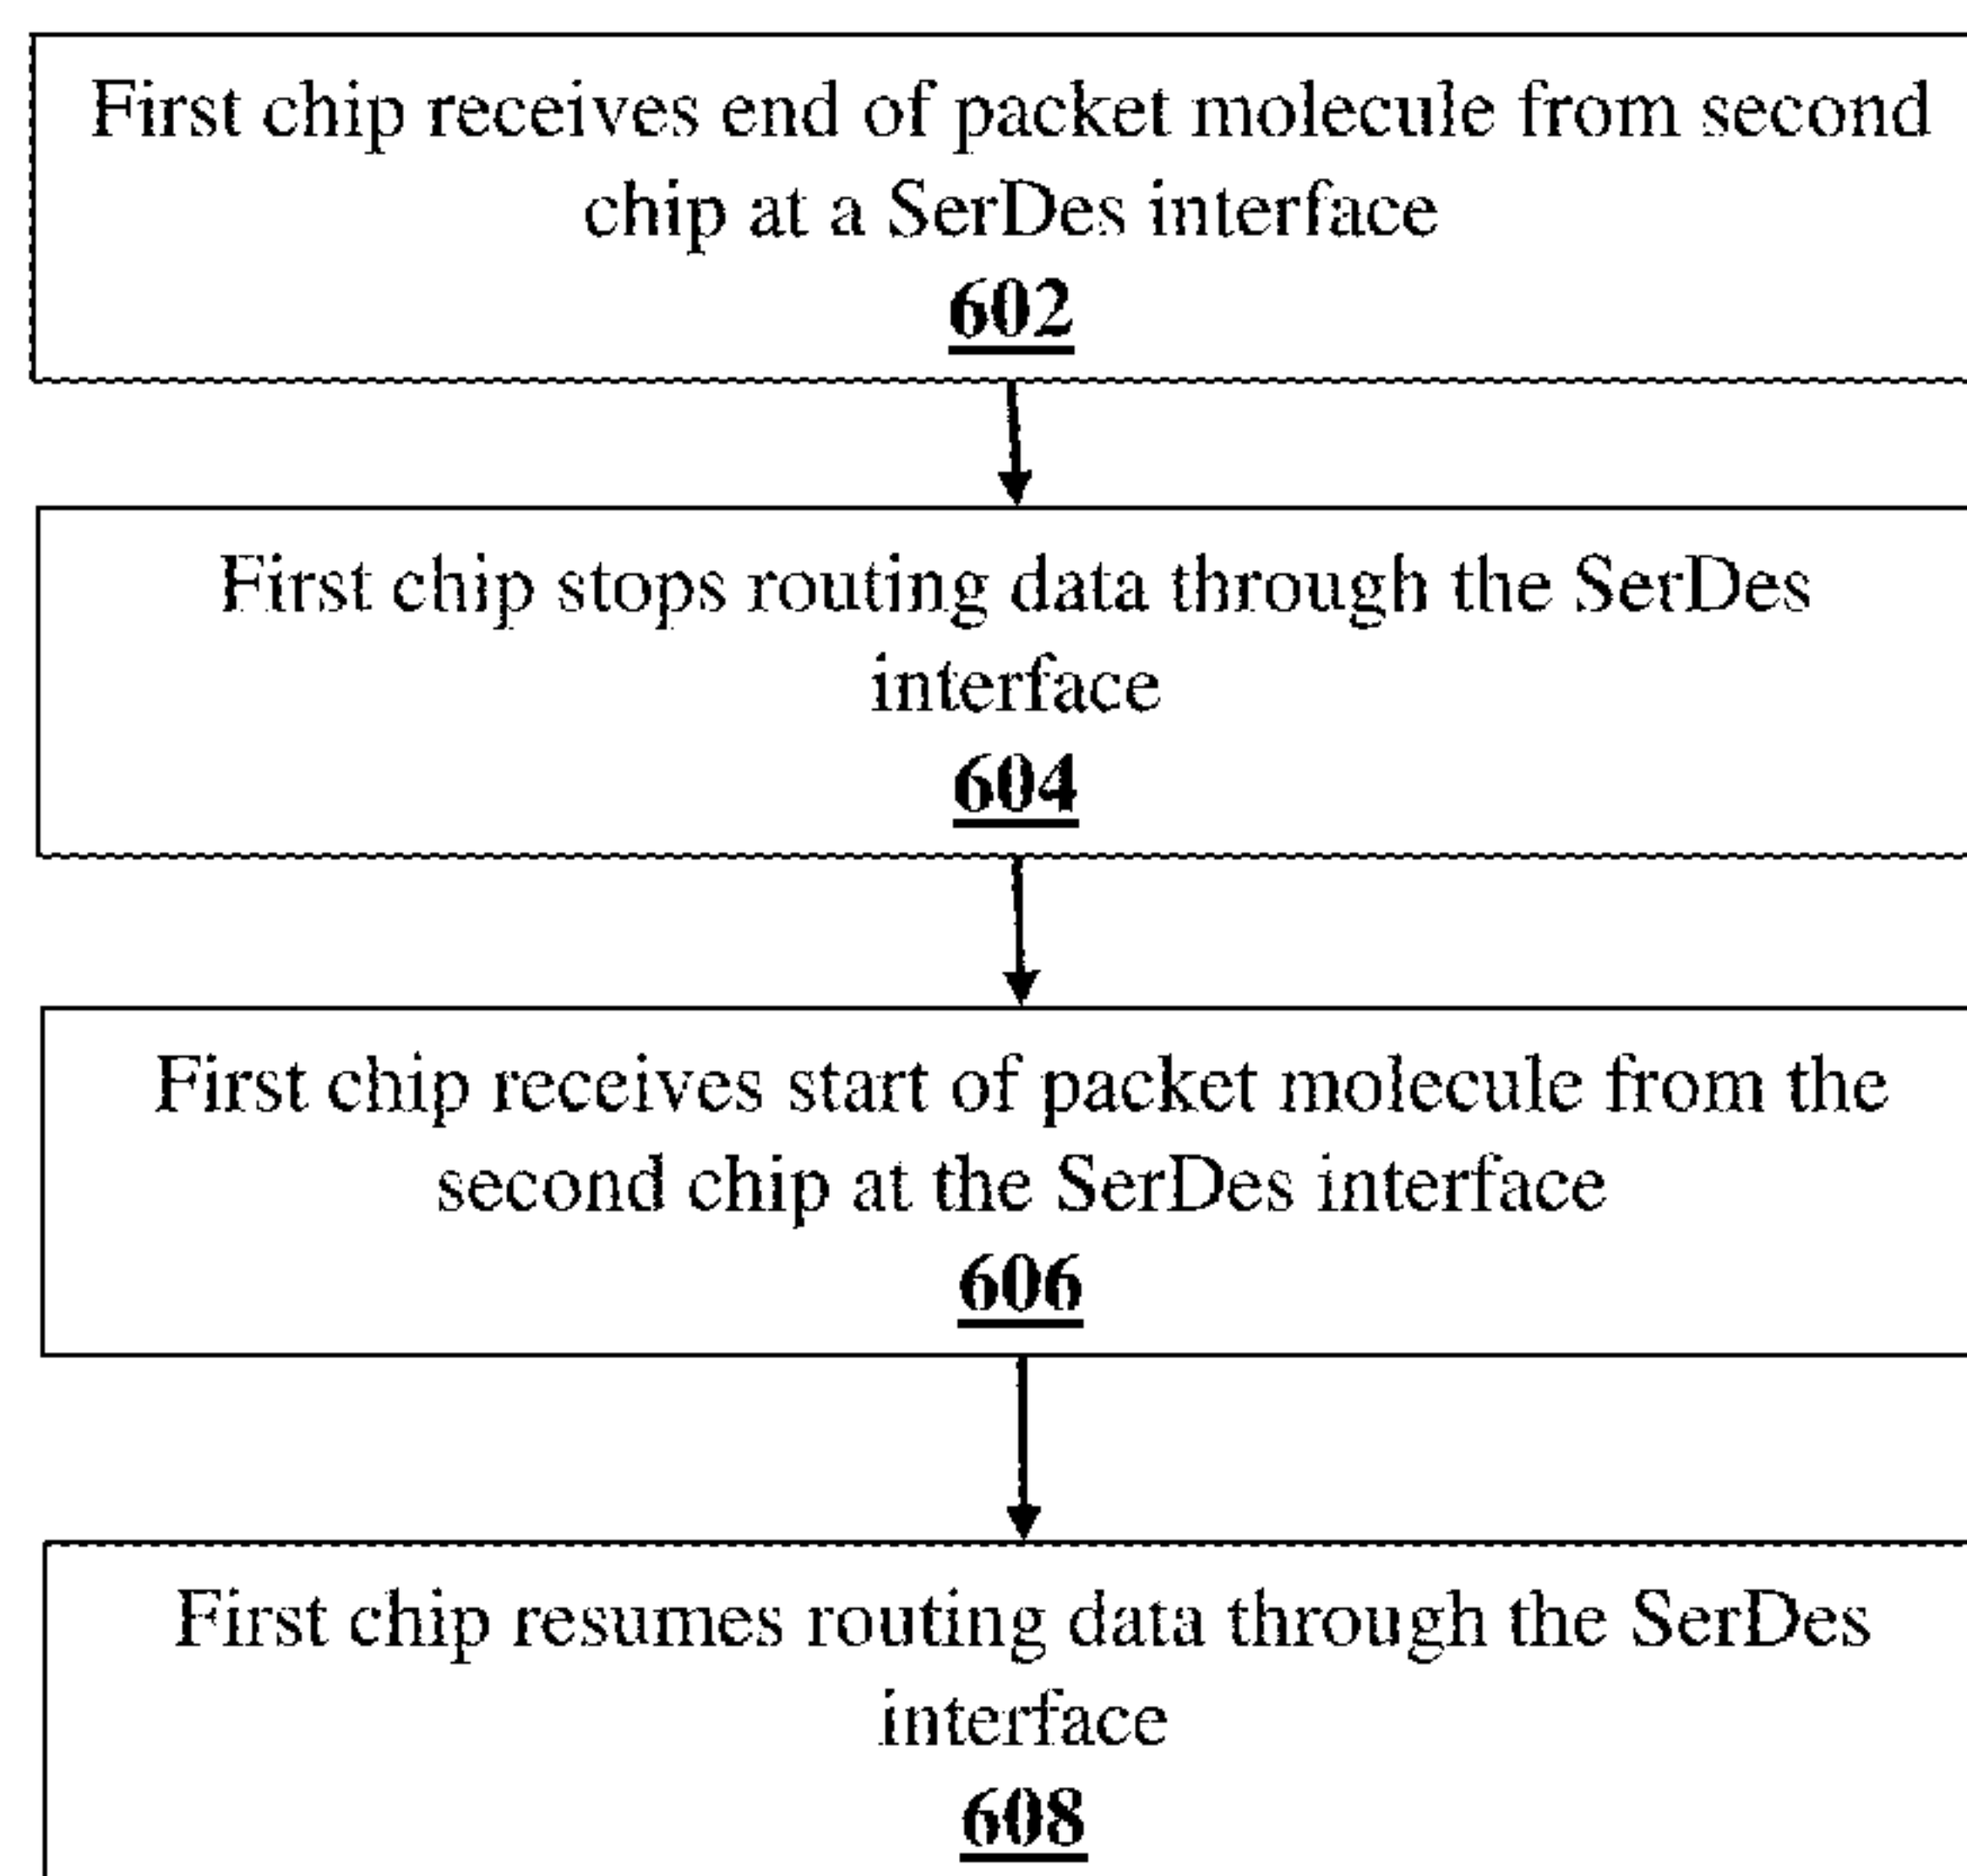 First chip receives end of packet molecule from second
chip at a SerDes interface
602
First chip stops routing data through the SerDes
interface
604
First chip receives start of packet molecule from the
second chip at the SerDes interface
606
First chip resumes routing data through the SerDes
interface
608